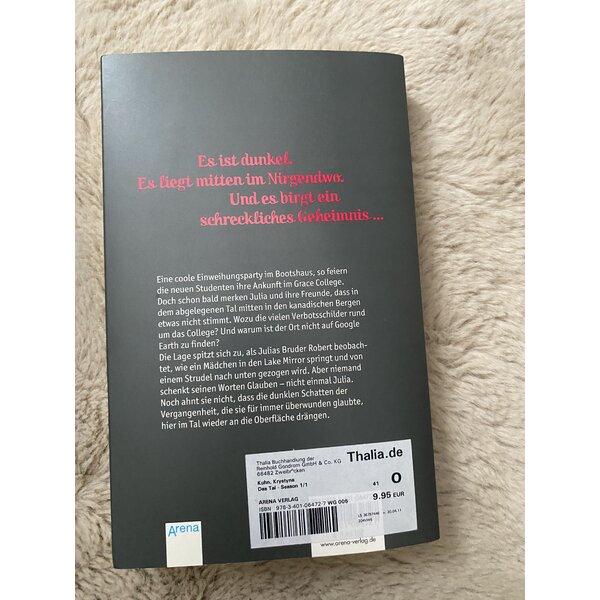 Es ist dunkel.
Es liegt mitten im Nirgendwo.
Und es birgt ein
schreckliches Geheimnis ...
Eine coole Einweihungsparty im Bootshaus, so feiern
die neuen Studenten ihre Ankunft im Grace College.
Doch schon bald merken Julia und ihre Freunde, dass in
dem abgelegenen Tal mitten in den kanadischen Bergen
etwas nicht stimmt. Wozu die vielen Verbotsschilder rund
um das College? Und warum ist der Ort nicht auf Google
Earth zu finden?
Die Lage spitzt sich zu, als Julias Bruder Robert beobach-
tet, wie ein Mädchen in den Lake Mirror springt und von
einem Strudel nach unten gezogen wird. Aber niemand
schenkt seinen Worten Glauben – nicht einmal Julia.
Noch ahnt sie nicht, dass die dunklen Schatten der
Vergangenheit, die sie für immer überwunden glaubte,
hier im Tal wieder an die Oberfläche drängen.
Thalia Buchhandlung der
Reinhold Gondrom GmbH & Co. KG
66482 Zweibr°cken
Thalia.de
Kuhn, Krystyna
Das Tal - Season 1/1
41 O
ARENA VERLAG
9.95 EUR
ISBN 978-3-401-06472-7 WG 006
Arena
www.arena-verlag.de